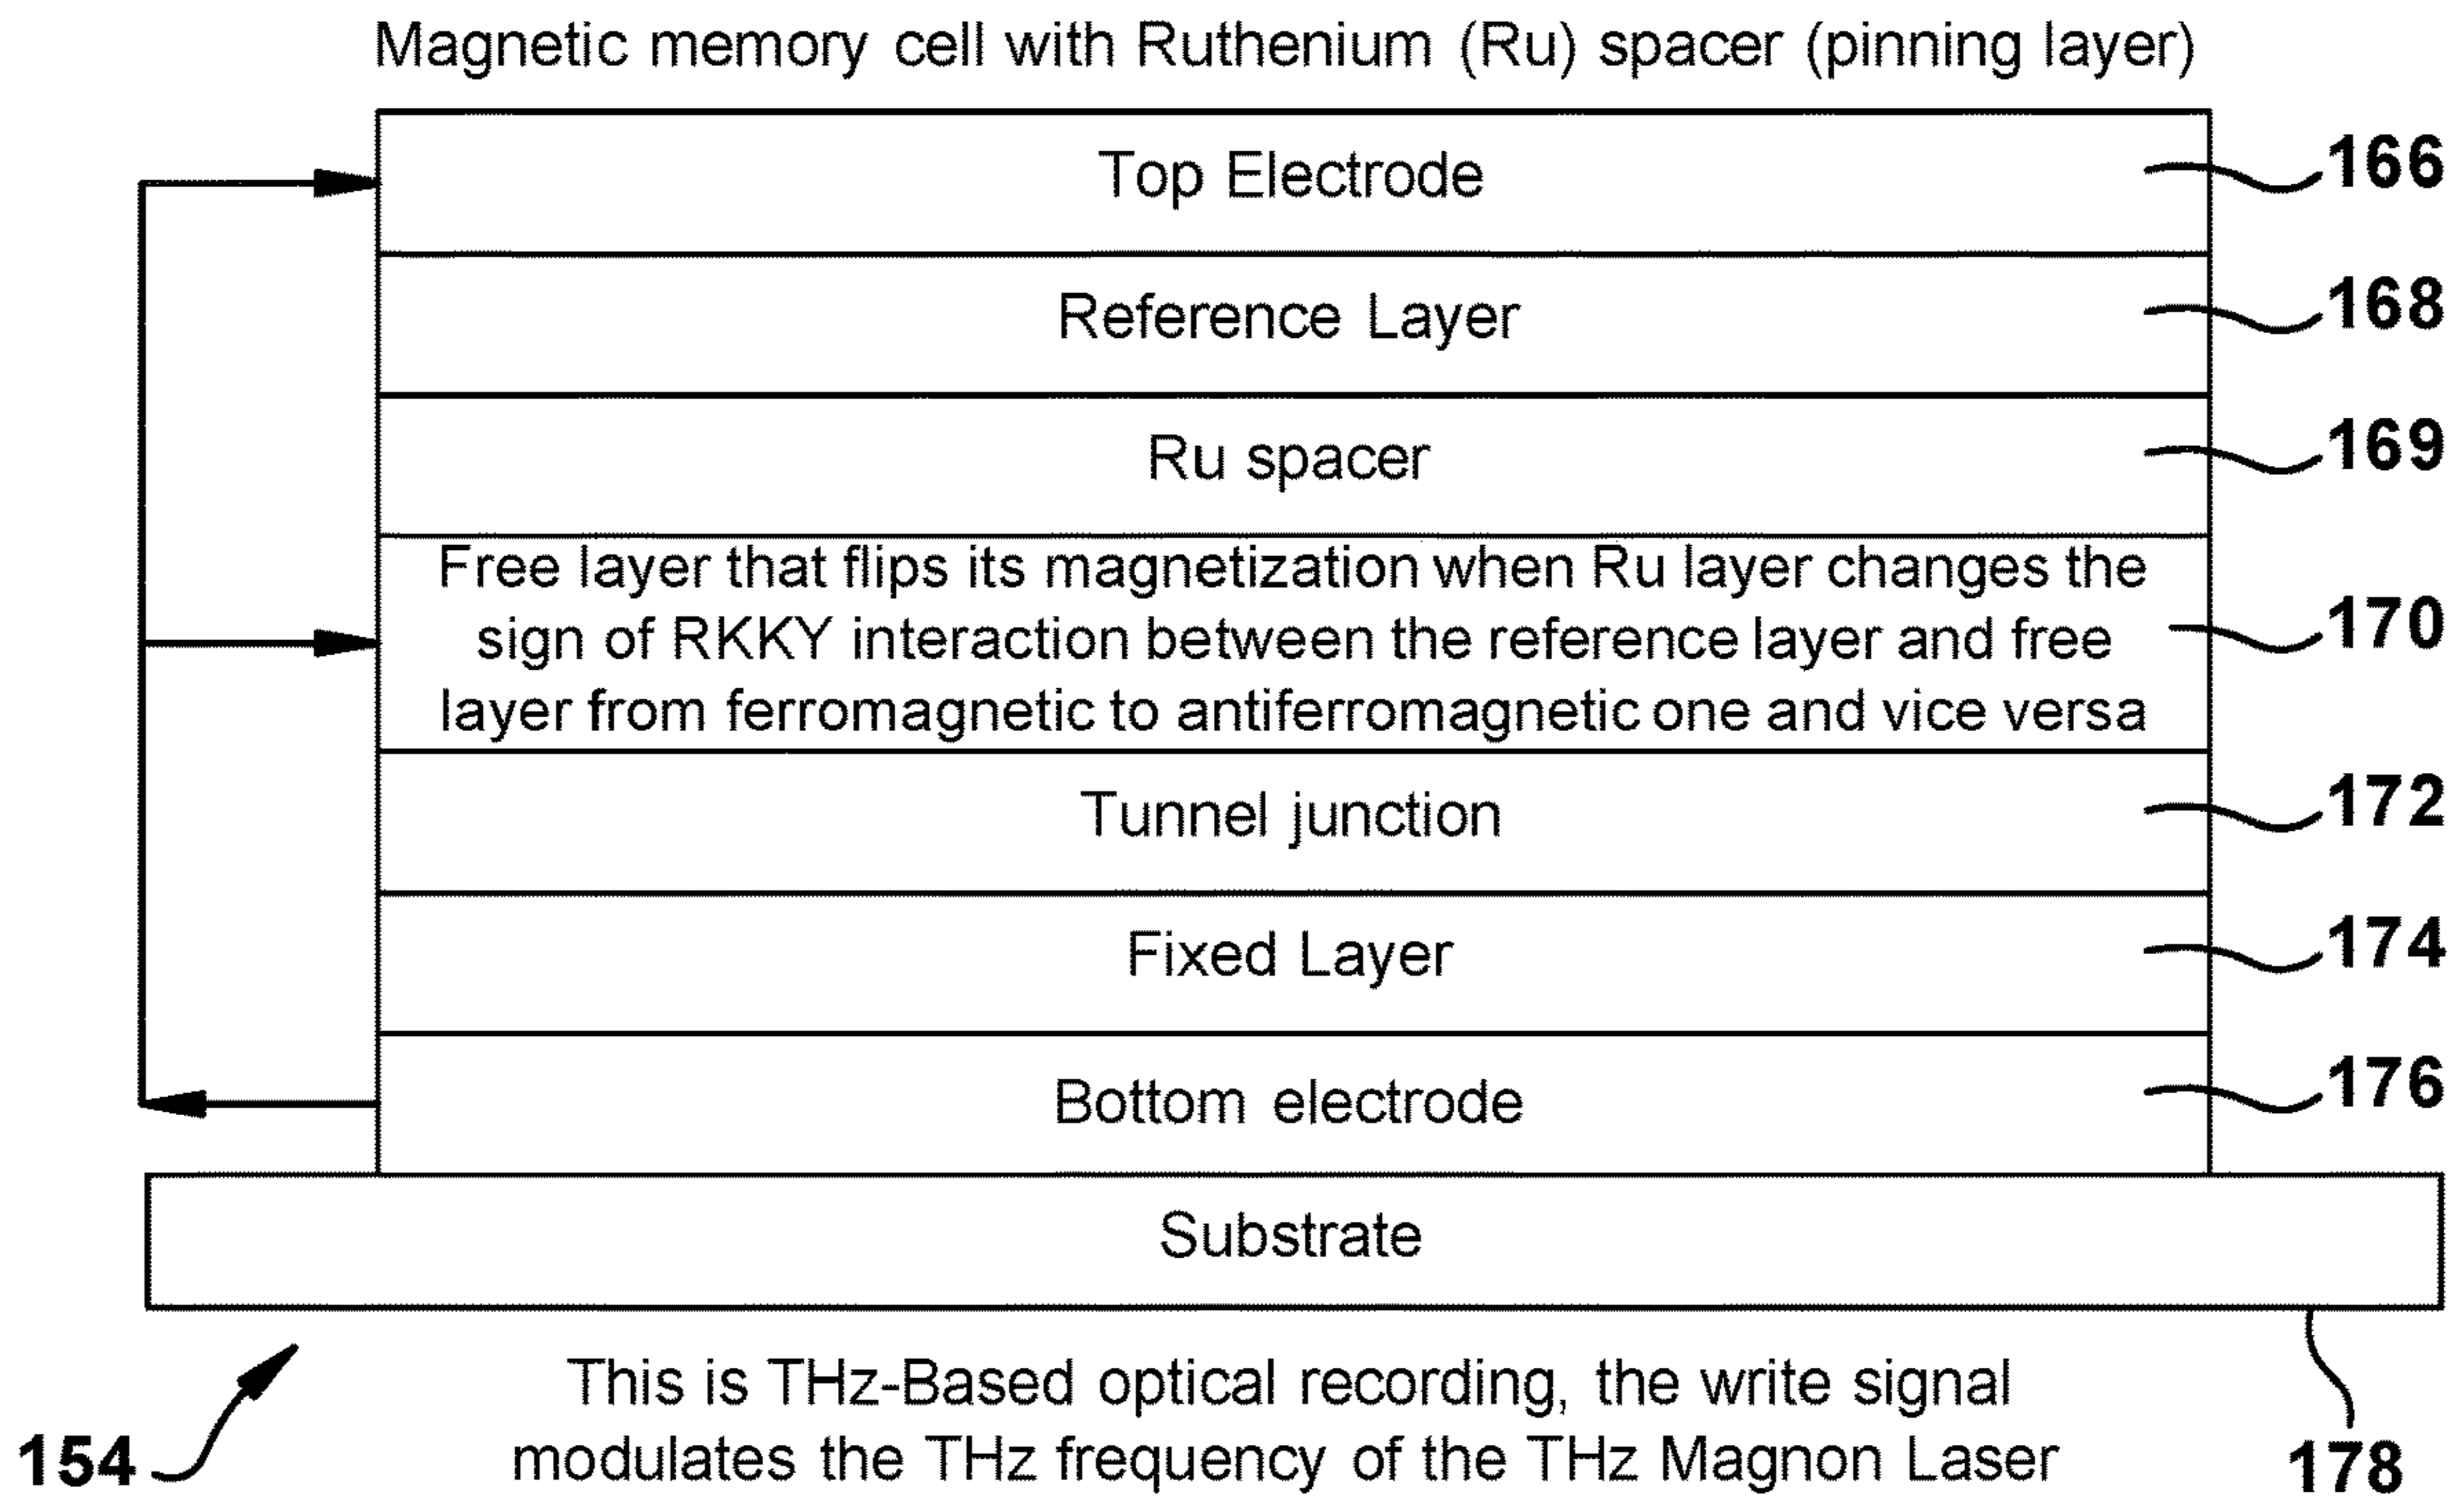 Magnetic memory cell with Ruthenium (Ru) spacer (pinning layer)
Top Electrode
166
Reference Layer
168
Ru spacer
169
Free layer that flips its magnetization when Ru layer changes the
sign of RKKY interaction between the reference layer and free
layer from ferromagnetic to antiferromagnetic one and vice versa
170
Tunnel junction
172
Fixed Layer
174
Bottom electrode
176
Substrate
This is THz-Based optical recording, the write signal
modulates the THz frequency of the THz Magnon Laser
154
178